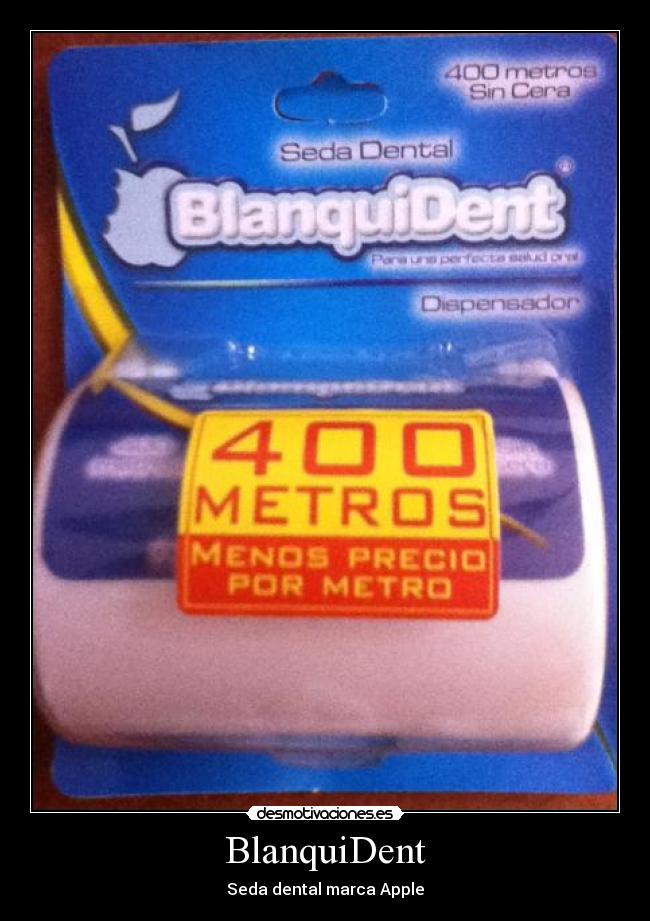 400 metros
Sin Cera
Seda Dental
BlanquiDent®
Para una perfecta salud oral
Dispensador
400
METROS
MENOS PRECIO
POR METRO
desmotivaciones.es
BlanquiDent
Seda dental marca Apple